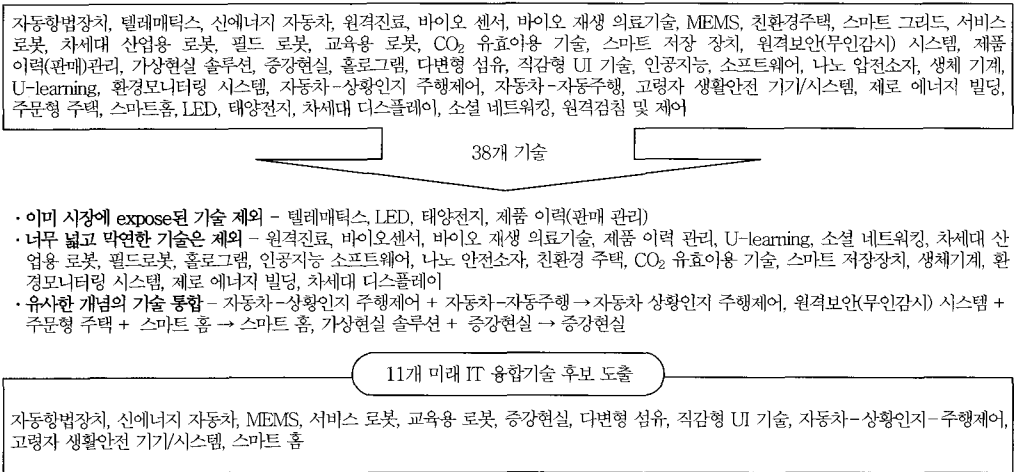 자동항법장치, 텔레매틱스, 신에너지 자동차, 원격진료, 바이오 센서, 바이오 재생 의료기술, MEMS, 친환경주택, 스마트 그리드, 서비스
로봇, 차세대 산업용 로봇, 필드 로봇, 교육용 로봇, CO₂ 유효이용 기술, 스마트 저장 장치, 원격보안(무인감시) 시스템, 제품
이력(판매)관리, 가상현실 솔루션, 증강현실, 홀로그램, 다변형 섬유, 직감형 UI 기술, 인공지능, 소프트웨어, 나노 압전소자, 생체 기계,
U-learning, 환경모니터링 시스템, 자동차-상황인지 주행제어, 자동차-자동주행, 고령자 생활안전 기기/시스템, 제로 에너지 빌딩,
주문형 주택, 스마트홈, LED, 태양전지, 차세대 디스플레이, 소셜 네트워킹, 원격검침 및 제어
38개 기술
· 이미 시장에 expose된 기술 제외 - 텔레매틱스, LED, 태양전지, 제품 이력(판매 관리)
· 너무 넓고 막연한 기술은 제외 - 원격진료, 바이오센서, 바이오 재생 의료기술, 제품 이력 관리, U-learning, 소셜 네트워킹, 차세대 산
업용 로봇, 필드로봇, 홀로그램, 인공지능 소프트웨어, 나노 안전소자, 친환경 주택, CO₂ 유효이용 기술, 스마트 저장장치, 생체기계, 환
경모니터링 시스템, 제로 에너지 빌딩, 차세대 디스플레이
· 유사한 개념의 기술 통합 - 자동차-상황인지 주행제어 + 자동차-자동주행 → 자동차 상황인지 주행제어, 원격보안(무인감시) 시스템 +
주문형 주택 + 스마트 홈 → 스마트 홈, 가상현실 솔루션 + 증강현실 → 증강현실
11개 미래 IT 융합기술 후보 도출
자동항법장치, 신에너지 자동차, MEMS, 서비스 로봇, 교육용 로봇, 증강현실, 다변형 섬유, 직감형 UI 기술, 자동차-상황인지-주행제어,
고령자 생활안전 기기/시스템, 스마트 홈